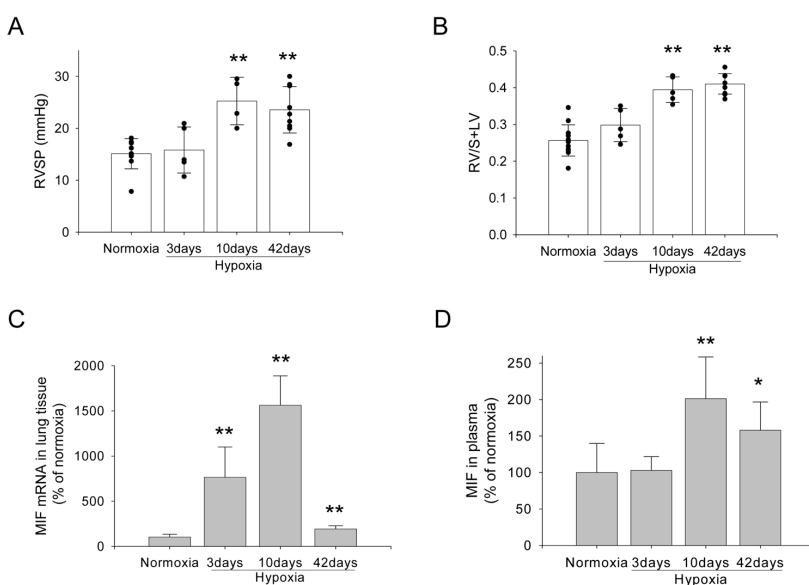 A
**
**
RVSP (mmHg)
30
20
10
0
Normoxia 3days 10days 42days
Hypoxia
B
**
**
RV/S+LV
0.5
0.4
0.3
0.2
0.1
0.0
Normoxia 3days 10days 42days
Hypoxia
C
**
**
**
MIF mRNA in lung tissue
(% of normoxia)
2000
1500
1000
500
0
Normoxia 3days 10days 42days
Hypoxia
D
**
*
MIF in plasma
(% of normoxia)
250
200
150
100
50
0
Normoxia 3days 10days 42days
Hypoxia